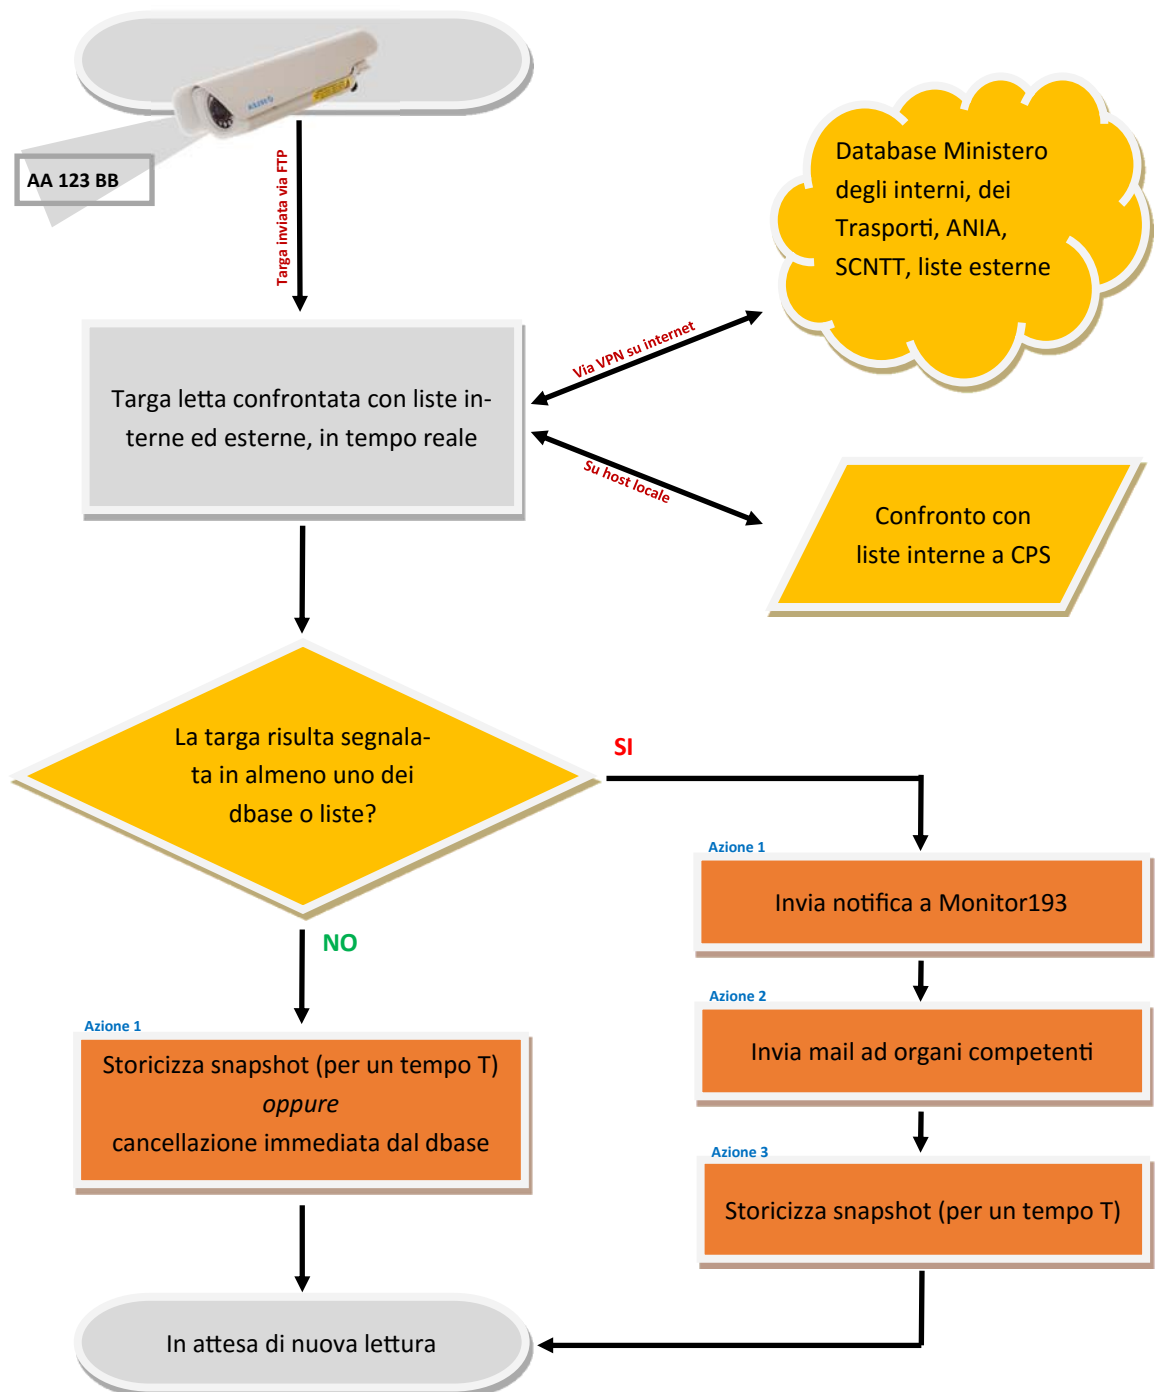 AA 123 BB
Targa inviata via FTP
Database Ministero
degli interni, dei
Trasporti, ANIA,
SCNTT, liste esterne
Via VPN su internet
Targa letta confrontata con liste in-
terne ed esterne, in tempo reale
Su host locale
Confronto con
liste interne a CPS
La targa risulta segnala-
ta in almeno uno dei
dbase o liste?
SI
Azione 1
Invia notifica a Monitor193
NO
Azione 2
Invia mail ad organi competenti
Azione 1
Storicizza snapshot (per un tempo T)
oppure
cancellazione immediata dal dbase
Azione 3
Storicizza snapshot (per un tempo T)
In attesa di nuova lettura